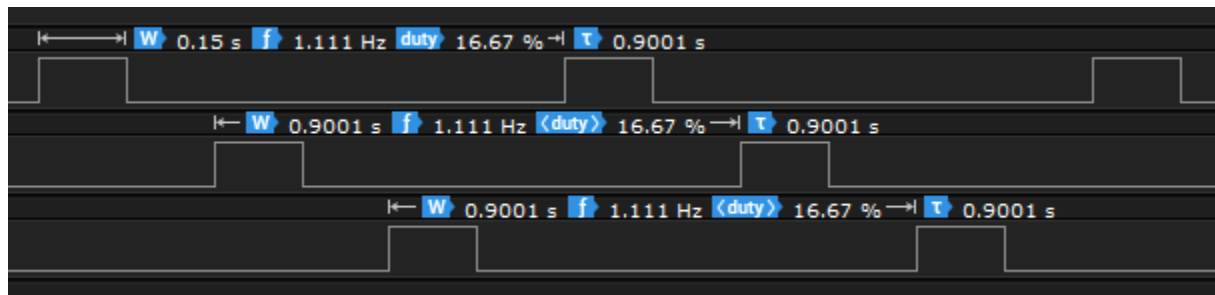 W 0.15 s f 1.111 Hz duty 16.67 % τ 0.9001 s
W 0.9001 s f 1.111 Hz ⟨duty⟩ 16.67 % τ 0.9001 s
W 0.9001 s f 1.111 Hz ⟨duty⟩ 16.67 % τ 0.9001 s